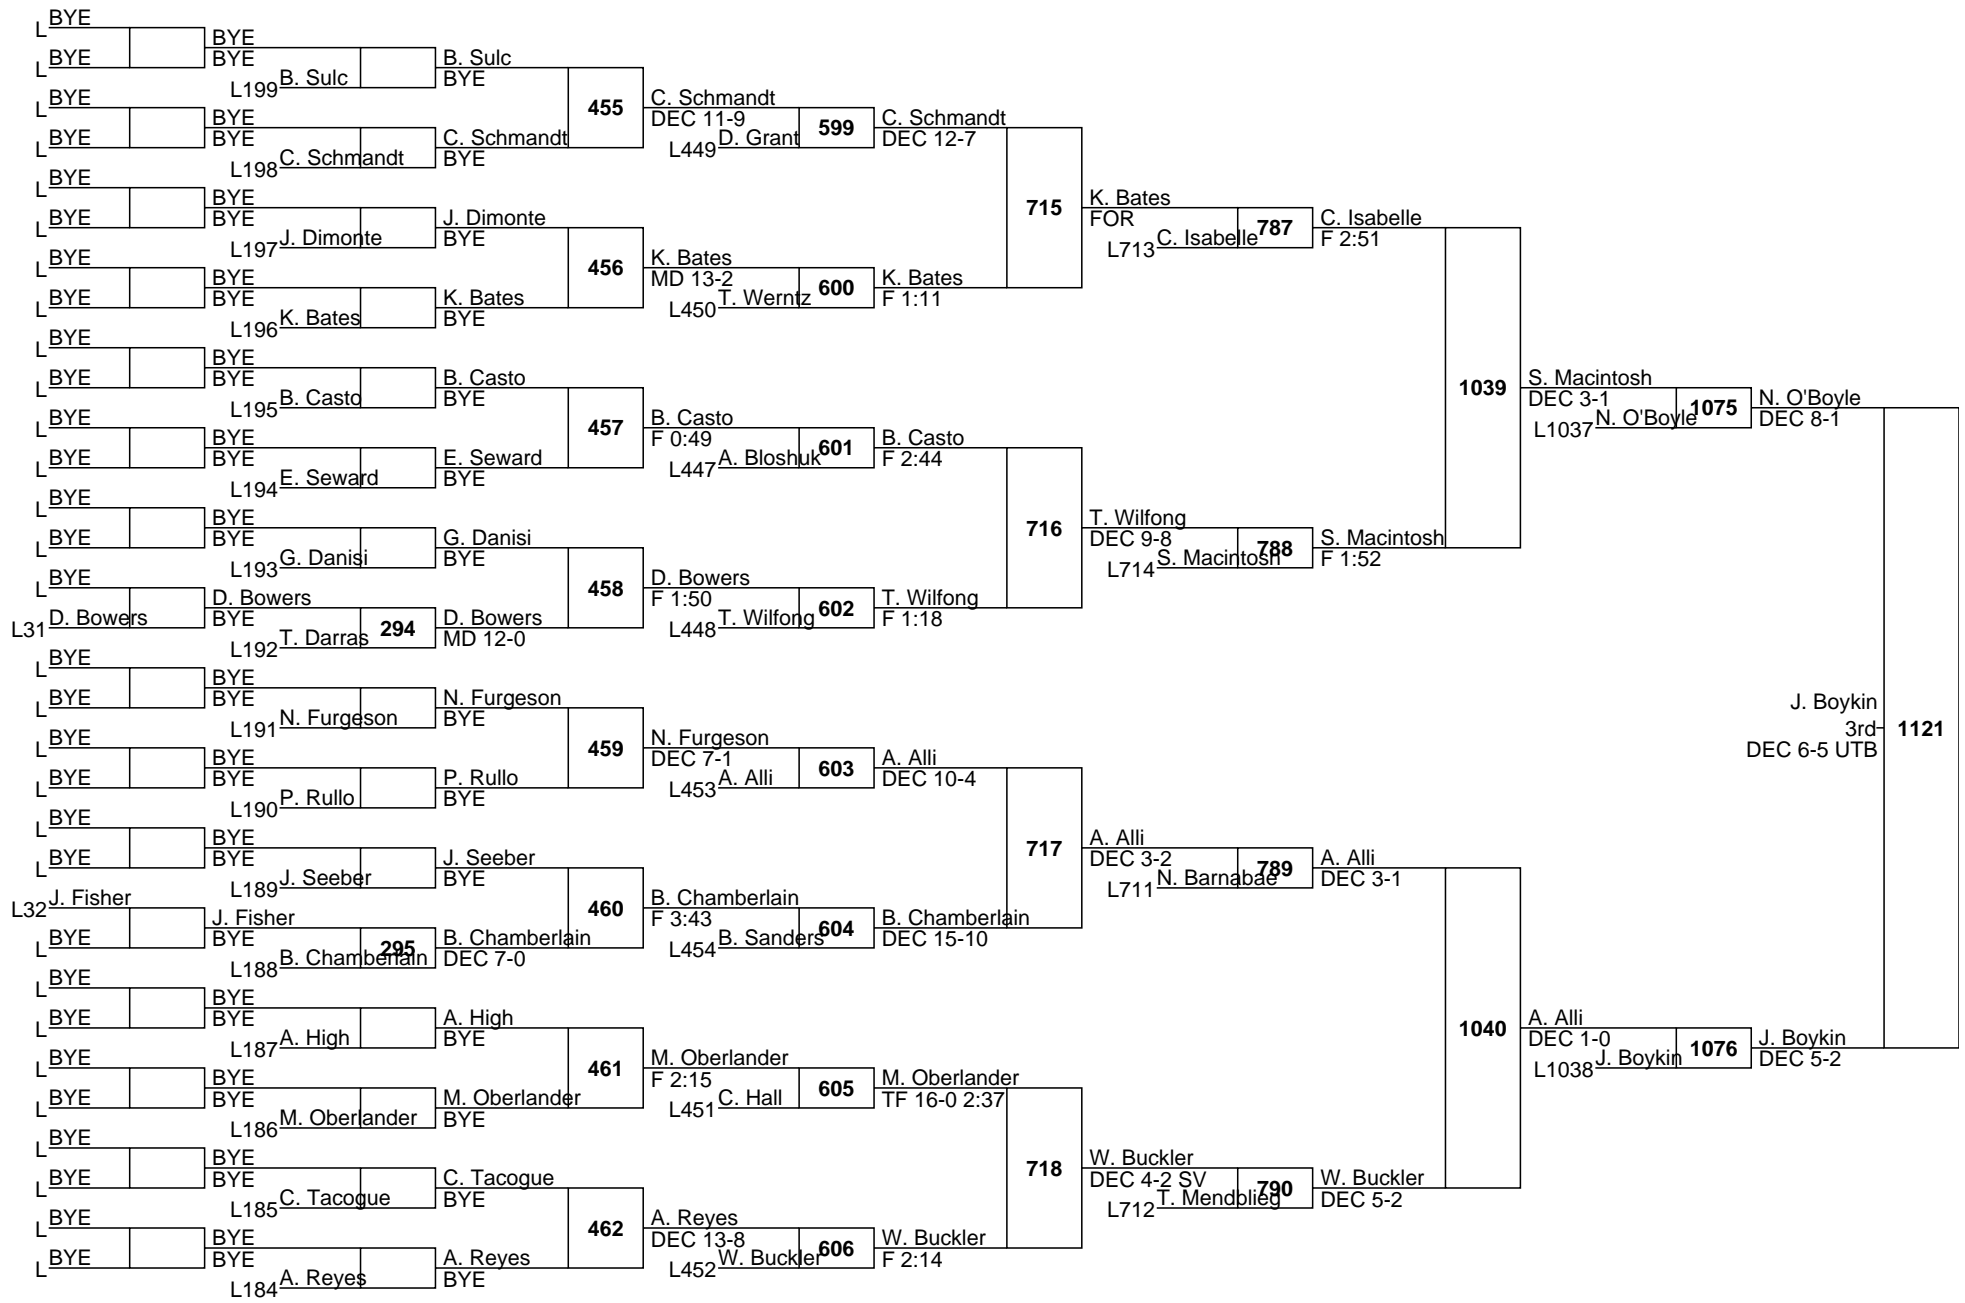 BYE
L
BYE
L
BYE
BYE
L199 B. Sulc
B. Sulc
BYE
BYE
L
BYE
L
BYE
BYE
L198 C. Schmandt
C. Schmandt
BYE
455
C. Schmandt
DEC 11-9
L449 D. Grant
599
C. Schmandt
DEC 12-7
BYE
L
BYE
L
BYE
BYE
L197 J. Dimonte
J. Dimonte
BYE
BYE
L
BYE
L
BYE
BYE
L196 K. Bates
K. Bates
BYE
456
K. Bates
MD 13-2
L450 T. Werntz
600
K. Bates
F 1:11
715
K. Bates
FOR
L713 C. Isabelle
787
C. Isabelle
F 2:51
BYE
L
BYE
L
BYE
BYE
L195 B. Casto
B. Casto
BYE
BYE
L
BYE
L
BYE
BYE
L194 E. Seward
E. Seward
BYE
457
B. Casto
F 0:49
L447 A. Bloshuk
601
B. Casto
F 2:44
BYE
L
BYE
L
BYE
BYE
L193 G. Danisi
G. Danisi
BYE
BYE
L
L31 D. Bowers
D. Bowers
BYE
L192 T. Darras
294
D. Bowers
MD 12-0
458
D. Bowers
F 1:50
L448 T. Wilfong
602
T. Wilfong
F 1:18
716
T. Wilfong
DEC 9-8
L714 S. Macintosh
788
S. Macintosh
F 1:52
1039
S. Macintosh
DEC 3-1
L1037 N. O'Boyle
1075
N. O'Boyle
DEC 8-1
BYE
L
BYE
L
BYE
BYE
L191 N. Furgeson
N. Furgeson
BYE
BYE
L
BYE
L
BYE
BYE
L190 P. Rullo
P. Rullo
BYE
459
N. Furgeson
DEC 7-1
L453 A. Alli
603
A. Alli
DEC 10-4
BYE
L
BYE
L
BYE
BYE
L189 J. Seeber
J. Seeber
BYE
L32 J. Fisher
BYE
L
J. Fisher
BYE
L188 B. Chamberlain
295
B. Chamberlain
DEC 7-0
460
B. Chamberlain
F 3:43
L454 B. Sanders
604
B. Chamberlain
DEC 15-10
717
A. Alli
DEC 3-2
L711 N. Barnabae
789
A. Alli
DEC 3-1
BYE
L
BYE
L
BYE
BYE
L187 A. High
A. High
BYE
BYE
L
BYE
L
BYE
BYE
L186 M. Oberlander
M. Oberlander
BYE
461
M. Oberlander
F 2:15
L451 C. Hall
605
M. Oberlander
TF 16-0 2:37
BYE
L
BYE
L
BYE
BYE
L185 C. Tacogue
C. Tacogue
BYE
BYE
L
BYE
L
BYE
BYE
L184 A. Reyes
A. Reyes
BYE
462
A. Reyes
DEC 13-8
L452 W. Buckler
606
W. Buckler
F 2:14
718
W. Buckler
DEC 4-2 SV
L712 T. Mendblieg
790
W. Buckler
DEC 5-2
1040
A. Alli
DEC 1-0
L1038 J. Boykin
1076
J. Boykin
DEC 5-2
J. Boykin
3rd
DEC 6-5 UTB
1121